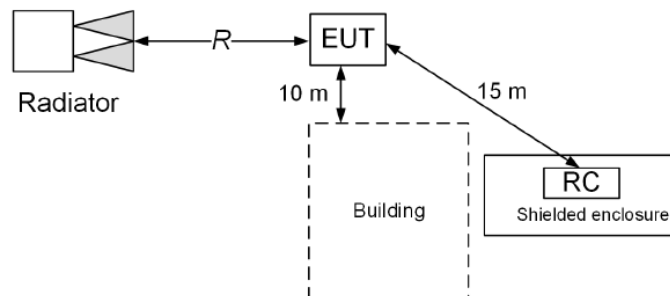 R
EUT
Radiator
10 m
15 m
RC
Shielded enclosure
Building